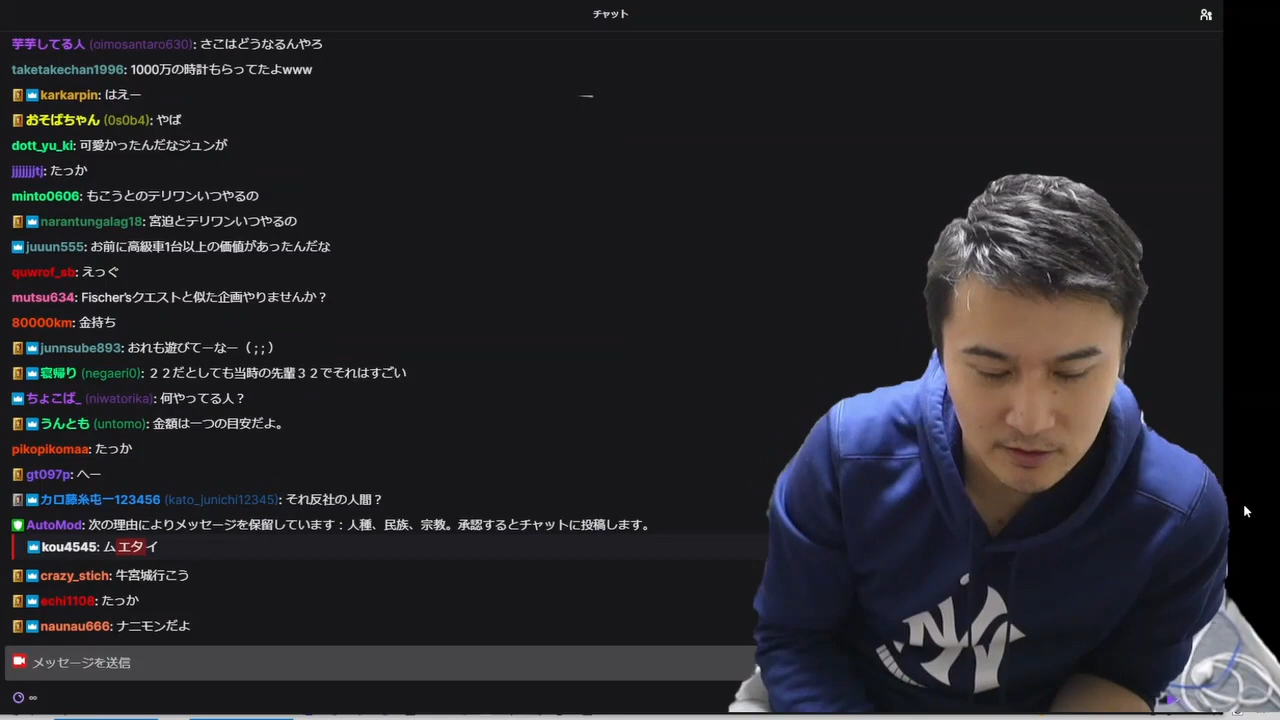 チャット
芋芋してる人 (oimosantaro630): さこはどうなるんやろ
taketakechan1996: 1000万の時計もらってたよwww
karkarpin: はえー
おそばちゃん (0s0b4): やば
dott_yu_ki: 可愛かったんだなジュンが
jjjjjjjtj: たっか
minto0606: もこうとのテリワンいつやるの
narantungalag18: 宮迫とテリワンいつやるの
juuun555: お前に高級車1台以上の価値があったんだな
quwrof_sb: えっぐ
mutsu634: Fischer'sクエストと似た企画やりませんか？
80000km: 金持ち
junnsube893: おれも遊びてーなー（ ; ; ）
寝帰り (negaeri0): ２２だとしても当時の先輩３２でそれはすごい
ちょこば_ (niwatorika): 何やってる人？
うんとも (untomo): 金額は一つの目安だよ。
pikopikomaa: たっか
gt097p: へー
カロ藤糸屯一123456 (kato_junichi12345): それ反社の人間？
AutoMod: 次の理由によりメッセージを保留しています：人種、民族、宗教。承認するとチャットに投稿します。
kou4545: ムエタイ
crazy_stich: 牛宮城行こう
echi1108: たっか
naunau666: ナニモンだよ
メッセージを送信
∞
NY